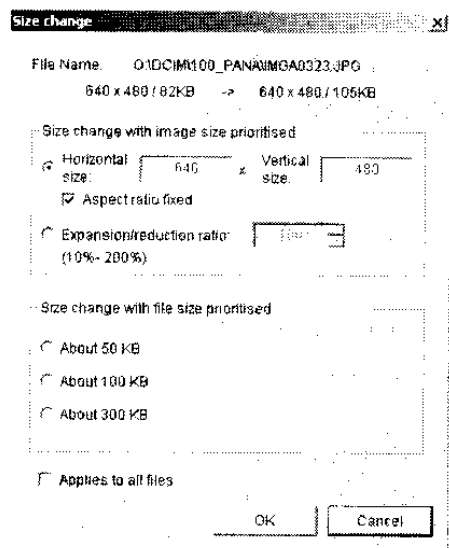 Size change
File Name. O:\DCIM\100_PANA\IMGA0323.JPG
640 x 480 / 82KB -> 640 x 480 / 105KB
Size change with image size prioritised
Horizontal size: 640 x Vertical size: 480
Aspect ratio fixed
Expansion/reduction ratio:
(10%- 200%)
Size change with file size prioritised
About 50 KB
About 100 KB
About 300 KB
Applies to all files
OK Cancel